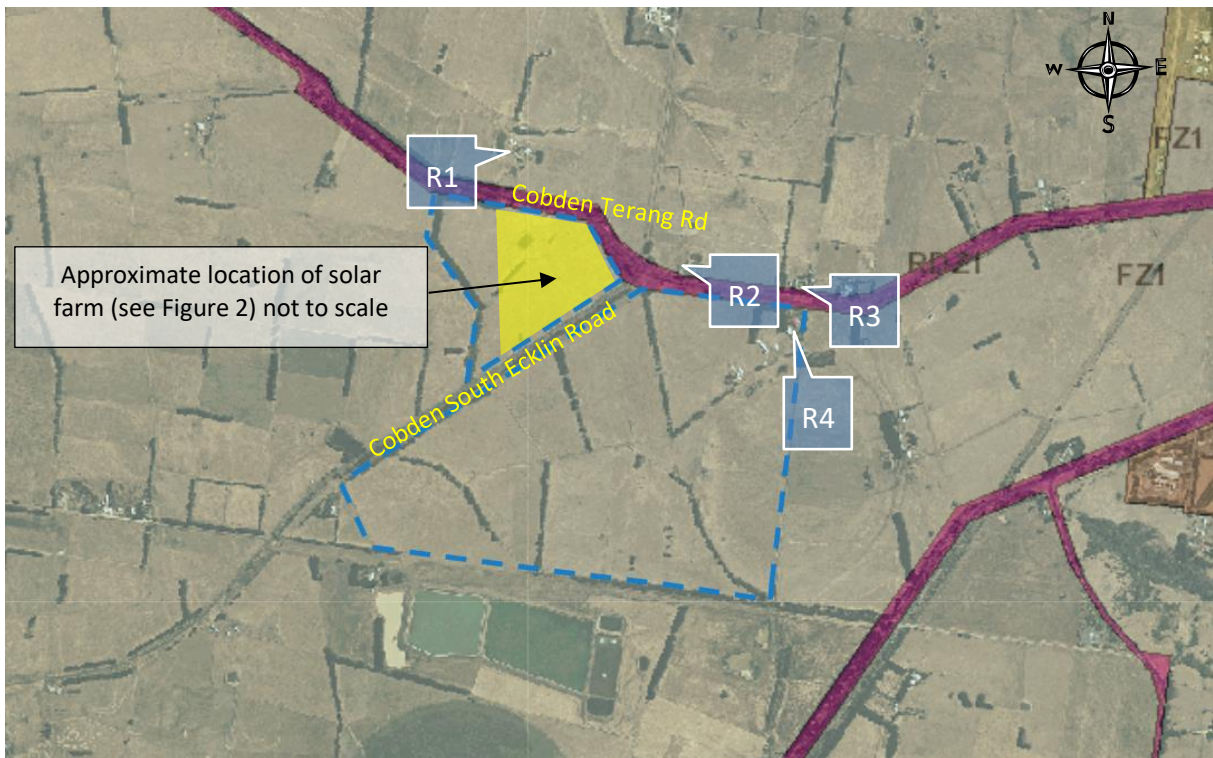 N
W
E
S
FZ1
R1
Cobden Terang Rd
Approximate location of solar
farm (see Figure 2) not to scale
FZ1
R2
R3
Cobden South Ecklin Road
R4